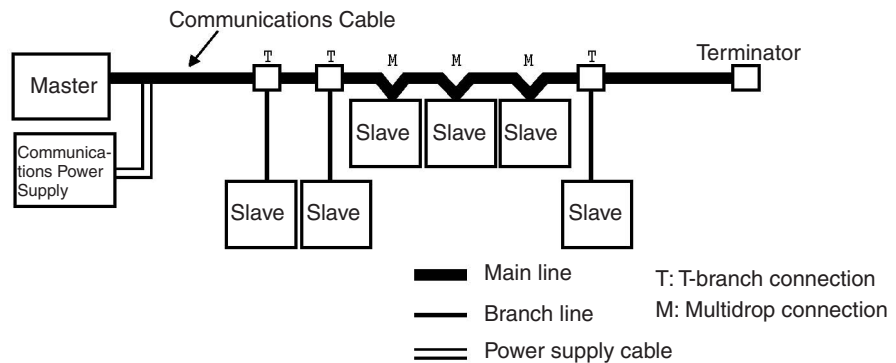 Communications Cable
T T M M M T
Terminator
Master
Slave Slave Slave
Communica-
tions Power
Supply
Slave Slave Slave
Main line
T: T-branch connection
Branch line
M: Multidrop connection
Power supply cable